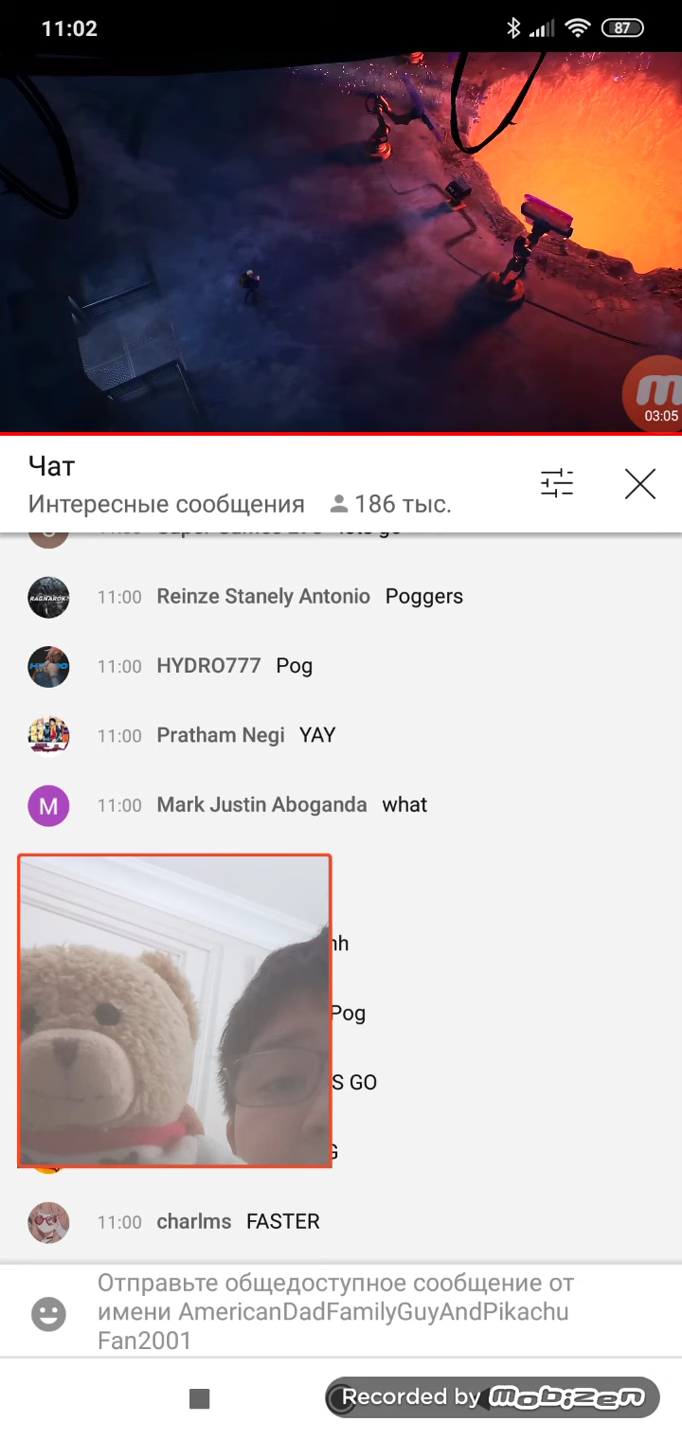 11:02
87
03:05
Чат
Интересные сообщения 186 тыс.
RAGNAROK?
11:00 Reinze Stanely Antonio Poggers
11:00 HYDRO777 Pog
11:00 Pratham Negi YAY
M 11:00 Mark Justin Aboganda what
Pog
S GO
11:00 charlms FASTER
Отправьте общедоступное сообщение от
имени AmericanDadFamilyGuyAndPikachu
Fan2001
Recorded by mobizen